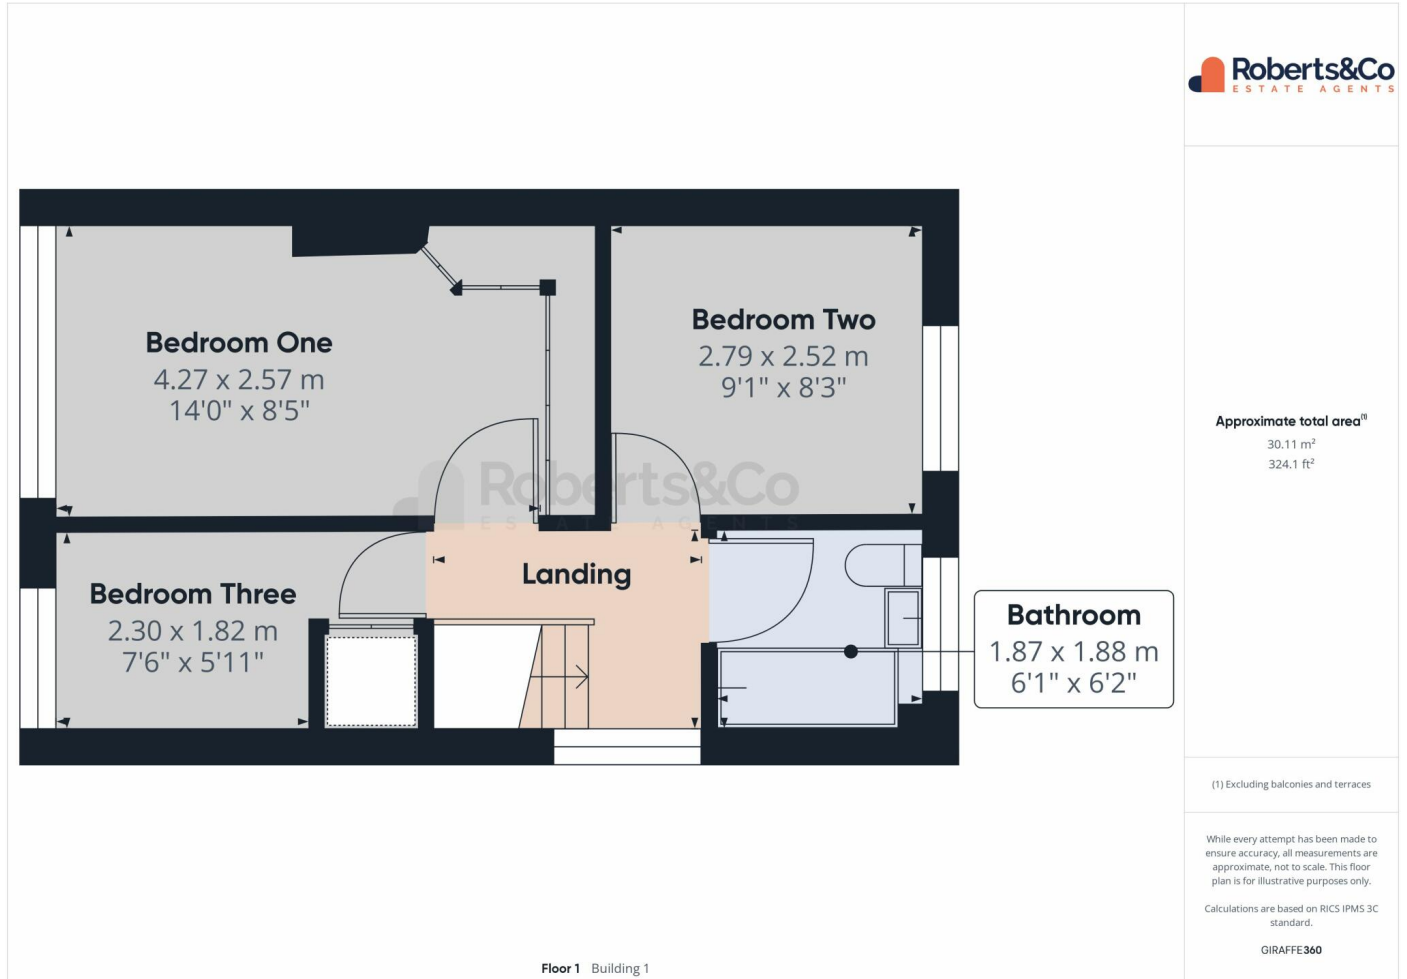 Roberts&Co
ESTATE AGENTS
Bedroom One
4.27 x 2.57 m
14'0" x 8'5"
Bedroom Two
2.79 x 2.52 m
9'1" x 8'3"
Roberts&Co
ESTATE AGENTS
Landing
Bedroom Three
2.30 x 1.82 m
7'6" x 5'11"
Bathroom
1.87 x 1.88 m
6'1" x 6'2"
Approximate total area⁽¹⁾
30.11 m²
324.1 ft²
(1) Excluding balconies and terraces
While every attempt has been made to
ensure accuracy, all measurements are
approximate, not to scale. This floor
plan is for illustrative purposes only.
Calculations are based on RICS IPMS 3C
standard.
GIRAFFE360
Floor 1 Building 1